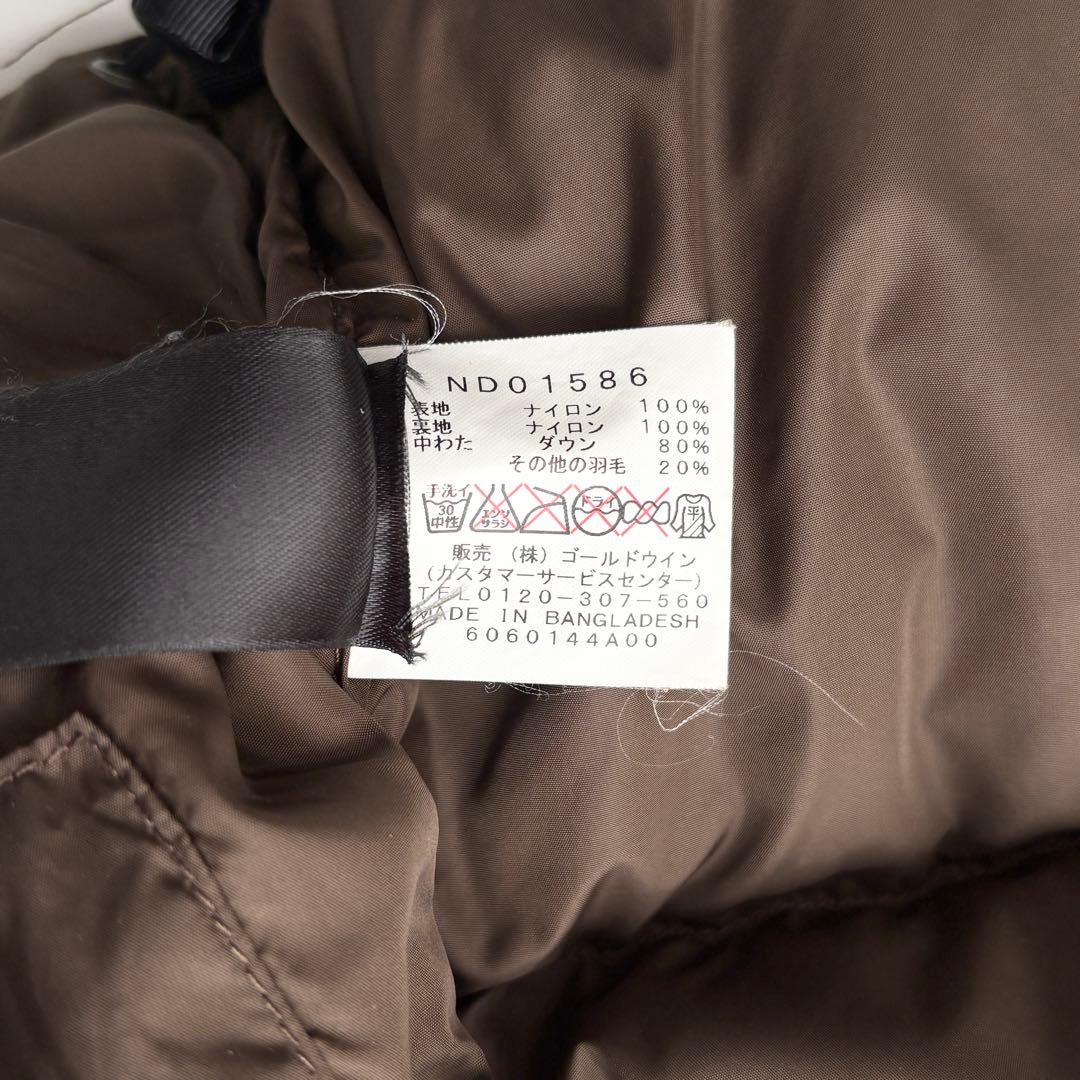 ND01586
表地 ナイロン 100%
裏地 ナイロン 100%
中わた ダウン 80%
その他の羽毛 20%
手洗イ 30 中性 エンソ サラシ ドライ 平
販売 (株) ゴールドウイン
(カスタマーサービスセンター)
TEL0120-307-560
MADE IN BANGLADESH
6060144A00